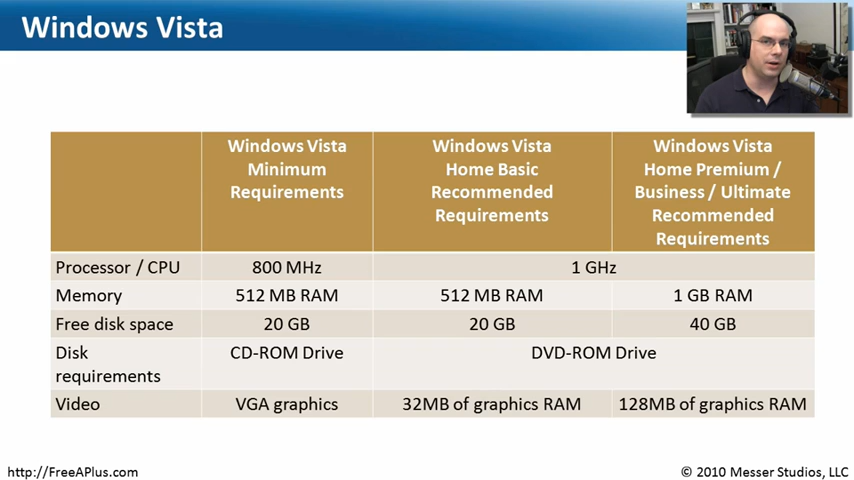 Windows Vista
Windows Vista
Minimum
Requirements
Windows Vista
Home Basic
Recommended
Requirements
Windows Vista
Home Premium /
Business / Ultimate
Recommended
Requirements
Processor / CPU 800 MHz 1 GHz
Memory 512 MB RAM 512 MB RAM 1 GB RAM
Free disk space 20 GB 20 GB 40 GB
Disk
requirements CD-ROM Drive DVD-ROM Drive
Video VGA graphics 32MB of graphics RAM 128MB of graphics RAM
http://FreeAPlus.com © 2010 Messer Studios, LLC